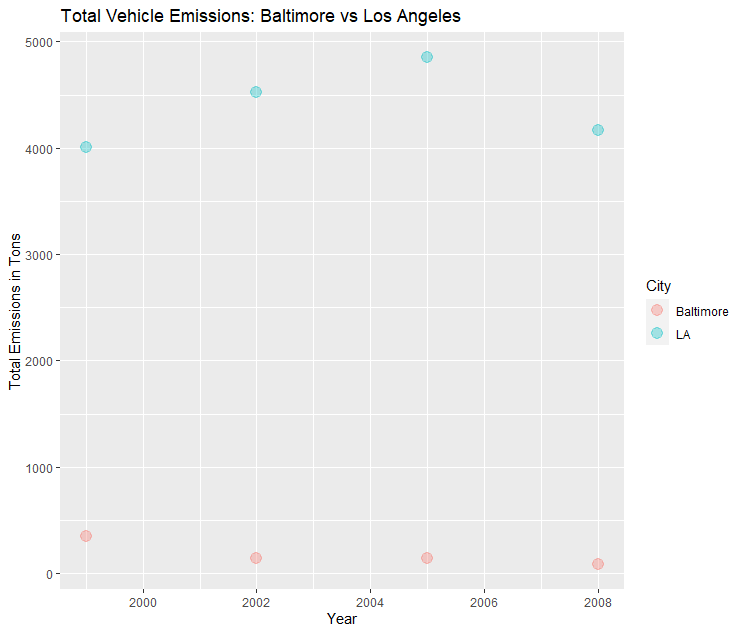 Total Vehicle Emissions: Baltimore vs Los Angeles
Total Emissions in Tons
5000
4000
3000
2000
1000
0
2000 2002 2004 2006 2008
Year
City
Baltimore
LA